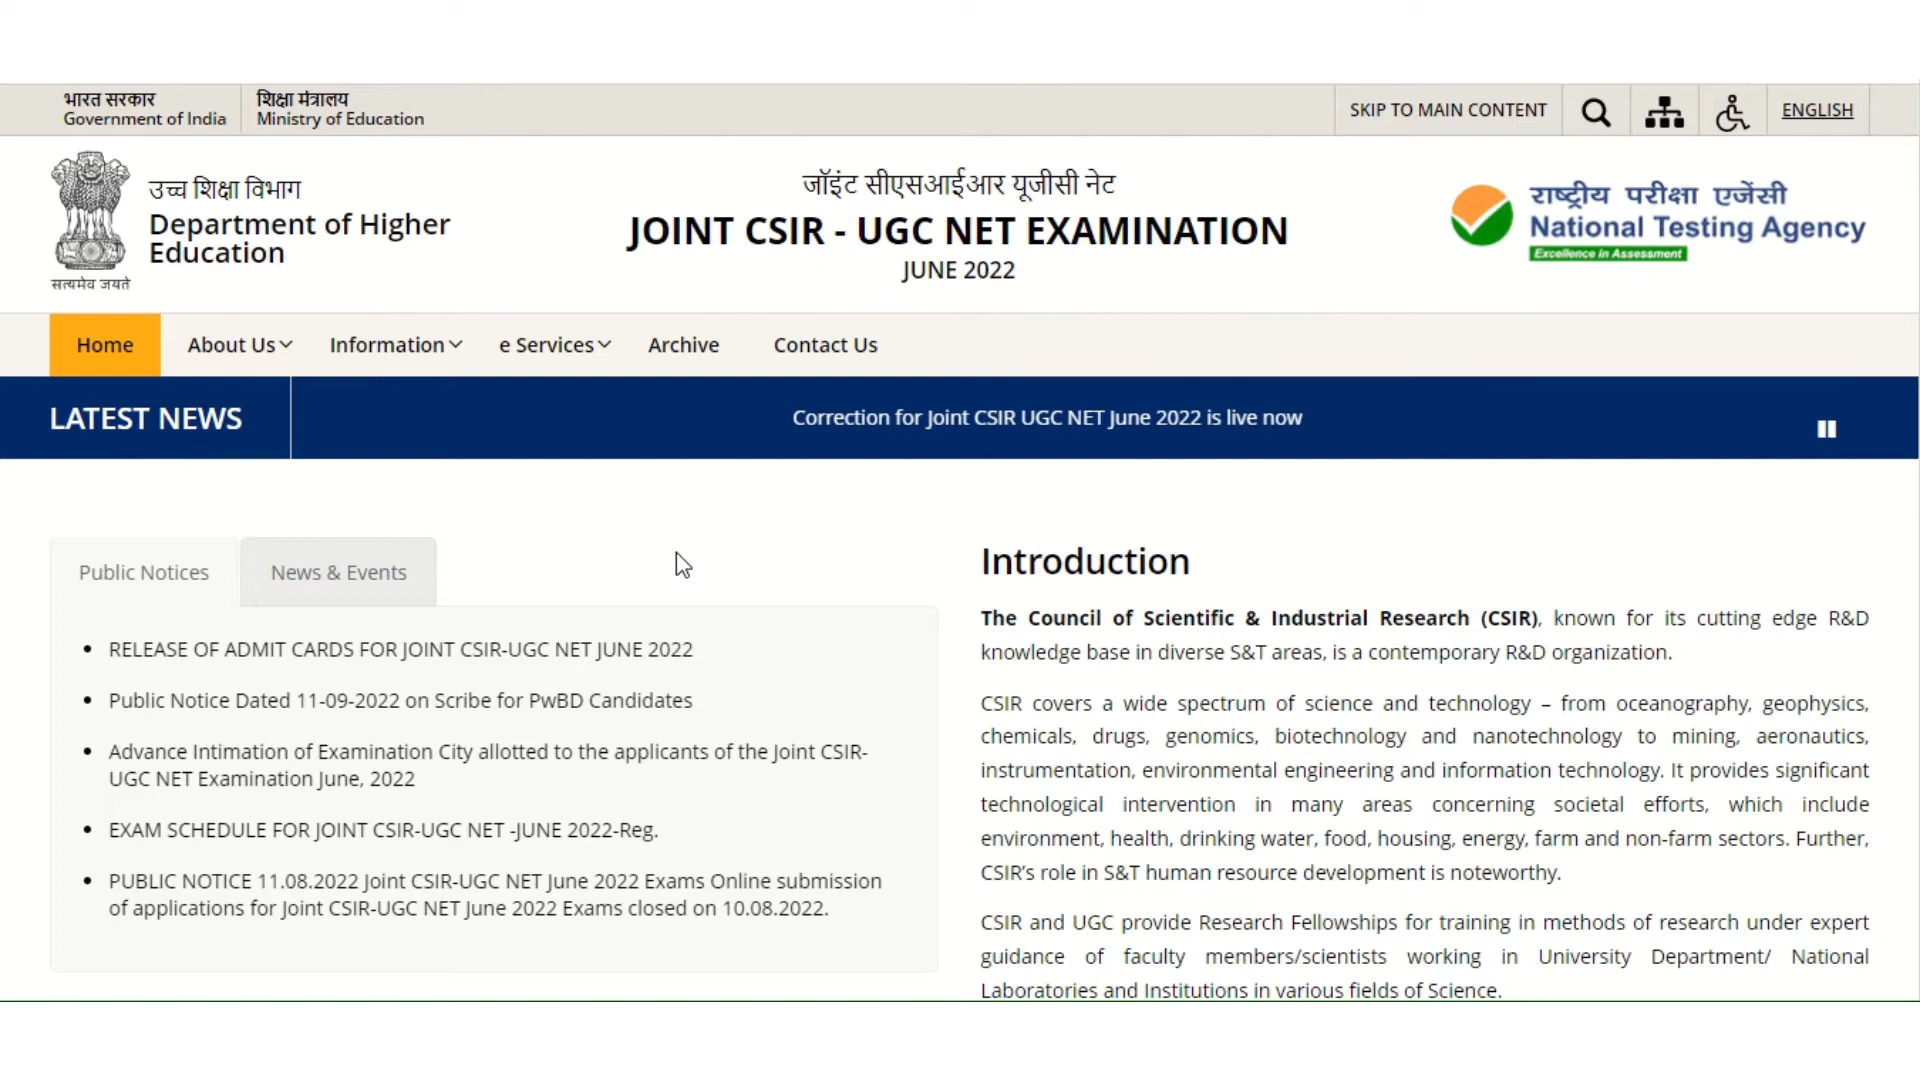 भारत सरकार
Government of India
शिक्षा मंत्रालय
Ministry of Education
SKIP TO MAIN CONTENT
ENGLISH
सत्यमेव जयते
उच्च शिक्षा विभाग
Department of Higher
Education
जॉइंट सीएसआईआर यूजीसी नेट
JOINT CSIR - UGC NET EXAMINATION
JUNE 2022
राष्ट्रीय परीक्षा एजेंसी
National Testing Agency
Excellence in Assessment
Home
About Us
Information
e Services
Archive
Contact Us
LATEST NEWS
Correction for Joint CSIR UGC NET June 2022 is live now
Public Notices
News & Events
RELEASE OF ADMIT CARDS FOR JOINT CSIR-UGC NET JUNE 2022
Public Notice Dated 11-09-2022 on Scribe for PwBD Candidates
Advance Intimation of Examination City allotted to the applicants of the Joint CSIR-
UGC NET Examination June, 2022
EXAM SCHEDULE FOR JOINT CSIR-UGC NET -JUNE 2022-Reg.
PUBLIC NOTICE 11.08.2022 Joint CSIR-UGC NET June 2022 Exams Online submission
of applications for Joint CSIR-UGC NET June 2022 Exams closed on 10.08.2022.
Introduction
The Council of Scientific & Industrial Research (CSIR), known for its cutting edge R&D
knowledge base in diverse S&T areas, is a contemporary R&D organization.
CSIR covers a wide spectrum of science and technology – from oceanography, geophysics,
chemicals, drugs, genomics, biotechnology and nanotechnology to mining, aeronautics,
instrumentation, environmental engineering and information technology. It provides significant
technological intervention in many areas concerning societal efforts, which include
environment, health, drinking water, food, housing, energy, farm and non-farm sectors. Further,
CSIR’s role in S&T human resource development is noteworthy.
CSIR and UGC provide Research Fellowships for training in methods of research under expert
guidance of faculty members/scientists working in University Department/ National
Laboratories and Institutions in various fields of Science.